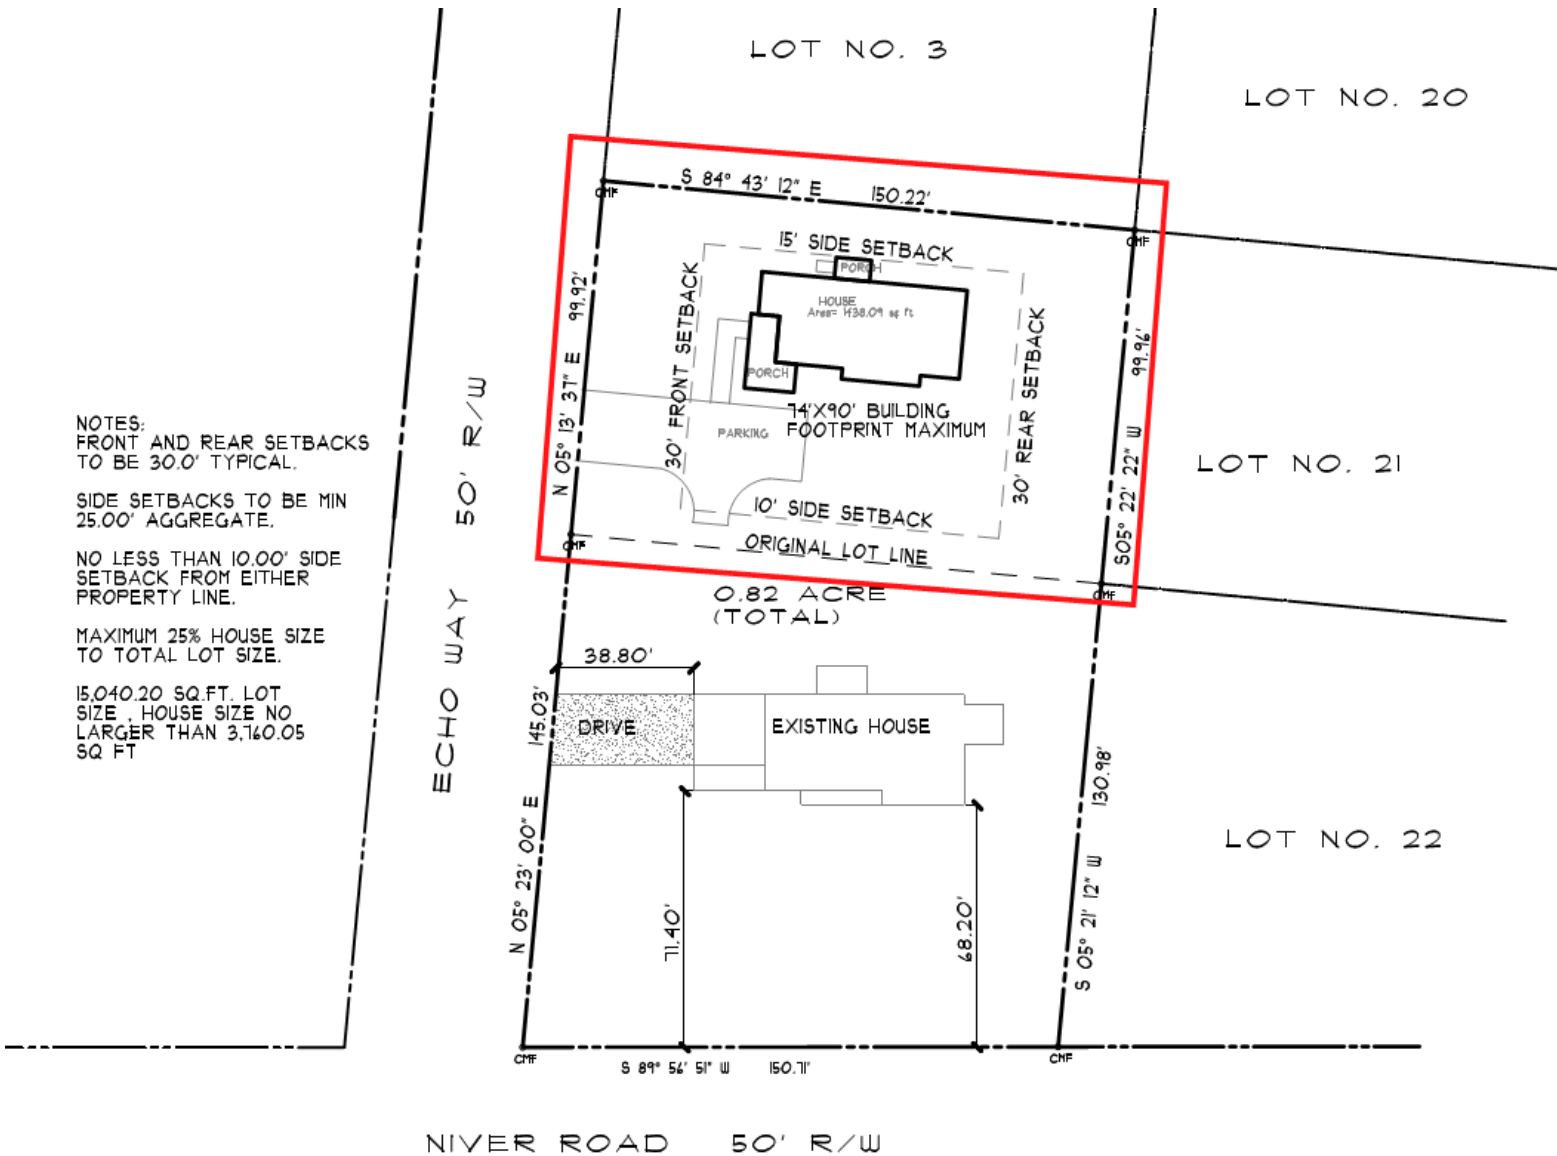 LOT NO. 3
LOT NO. 20
S 84° 43' 12" E 150.22'
CMF
CMF
15' SIDE SETBACK
PORCH
HOUSE
Area= 1438.09 sq ft
99.92'
N 05° 13' 37" E
30' FRONT SETBACK
30' REAR SETBACK
99.96'
S05° 22' 22" W
PORCH
74'X90' BUILDING
FOOTPRINT MAXIMUM
PARKING
10' SIDE SETBACK
ORIGINAL LOT LINE
CMF
CMF
LOT NO. 21
NOTES:
FRONT AND REAR SETBACKS
TO BE 30.0' TYPICAL.
SIDE SETBACKS TO BE MIN
25.00' AGGREGATE.
NO LESS THAN 10.00' SIDE
SETBACK FROM EITHER
PROPERTY LINE.
MAXIMUM 25% HOUSE SIZE
TO TOTAL LOT SIZE.
15,040.20 SQ.FT. LOT
SIZE , HOUSE SIZE NO
LARGER THAN 3,760.05
SQ FT
ECHO WAY 50' R/W
0.82 ACRE
(TOTAL)
38.80'
145.03'
DRIVE
EXISTING HOUSE
N 05° 23' 00" E
130.98'
S 05° 21' 12" W
LOT NO. 22
71.40'
68.20'
CMF
CMF
S 89° 56' 51" W 150.71'
NIVER ROAD 50' R/W